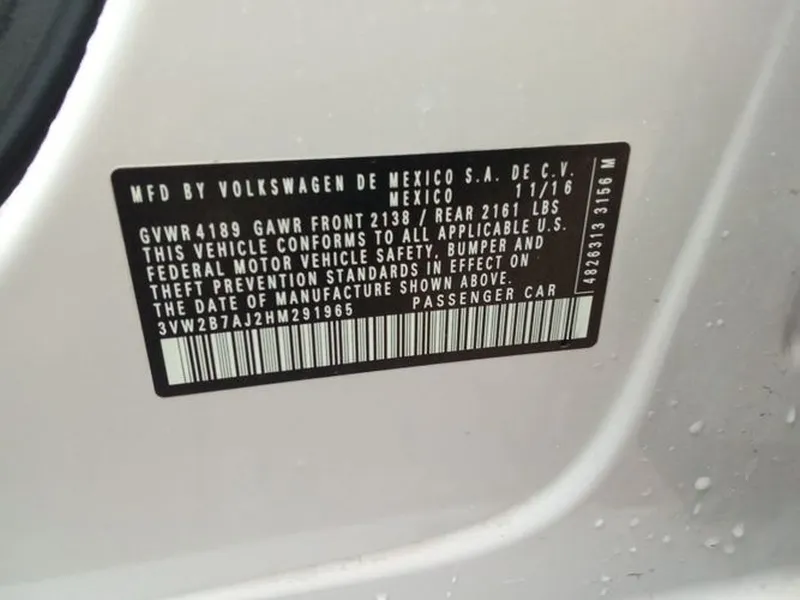 MFD BY VOLKSWAGEN DE MEXICO S.A. DE C.V.
MEXICO 11/16
GVWR 4189 GAWR FRONT 2138 / REAR 2161 LBS
THIS VEHICLE CONFORMS TO ALL APPLICABLE U.S.
FEDERAL MOTOR VEHICLE SAFETY, BUMPER AND
THEFT PREVENTION STANDARDS IN EFFECT ON
THE DATE OF MANUFACTURE SHOWN ABOVE.
3VW2B7AJ2HM291965 PASSENGER CAR
4826313 3156 M